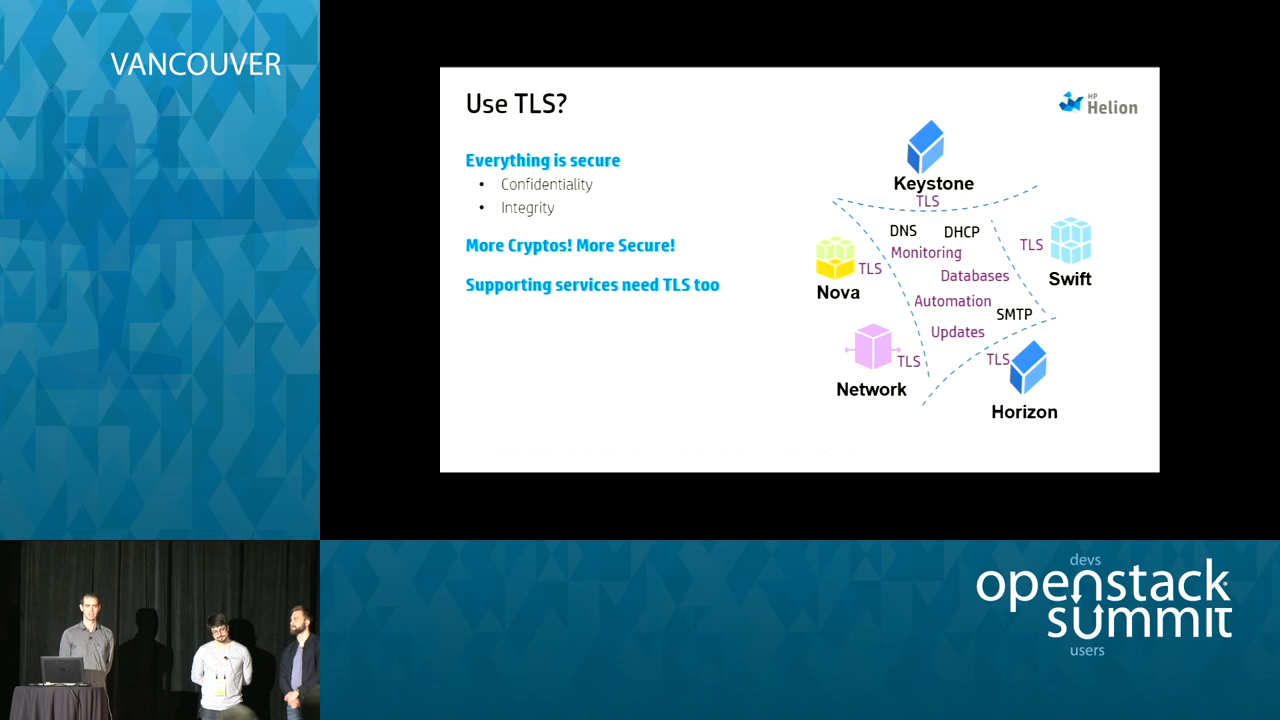 VANCOUVER
Use TLS?
HP
Helion
Everything is secure
• Confidentiality
• Integrity
More Cryptos! More Secure!
Supporting services need TLS too
Keystone
TLS
DNS
DHCP
Monitoring
TLS
Swift
TLS
Nova
Databases
Automation
SMTP
Updates
TLS
Network
TLS
Horizon
devs
openstack
summit
users